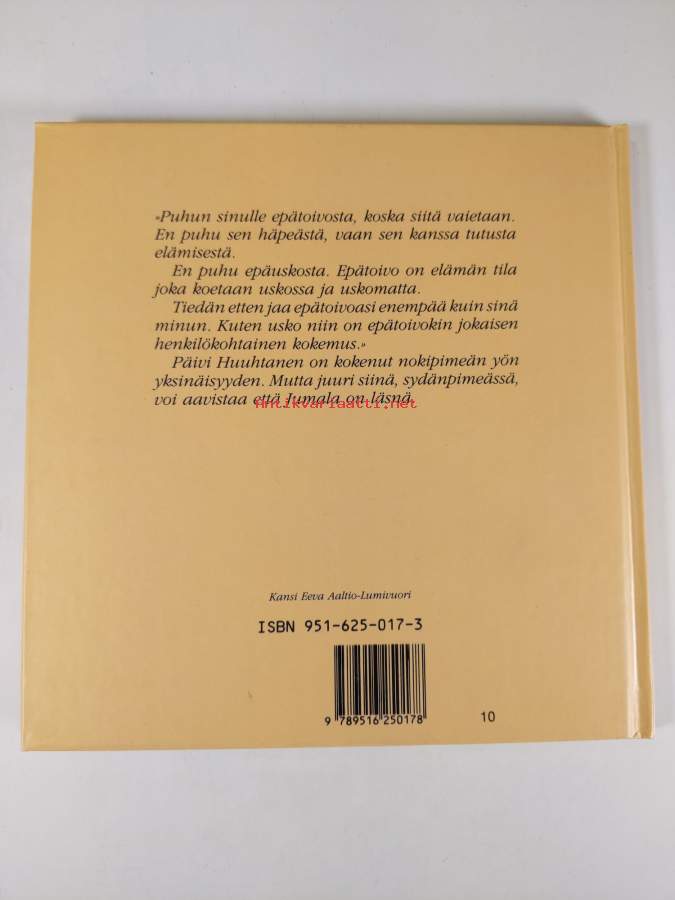 »Puhun sinulle epätoivosta, koska siitä vaietaan.
En puhu sen häpeästä, vaan sen kanssa tutusta
elämisestä.
En puhu epäuskosta. Epätoivo on elämän tila
joka koetaan uskossa ja uskomatta.
Tiedän etten jaa epätoivoasi enempää kuin sinä
minun. Kuten usko niin on epätoivokin jokaisen
henkilökohtainen kokemus.»
Päivi Huuhtanen on kokenut nokipimeän yön
yksinäisyyden. Mutta juuri siinä, sydänpimeässä,
voi aavistaa että Jumala on läsnä.
Antikvariaatti.net
Kansi Eeva Aaltio-Lumivuori
ISBN 951-625-017-3
9 789516 250178
10